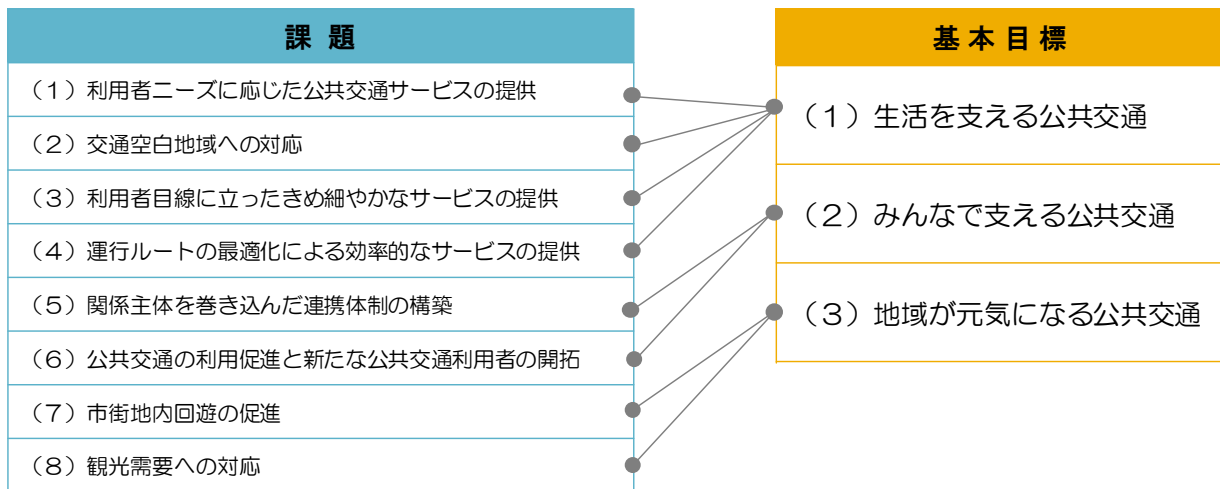 課題
（１）利用者ニーズに応じた公共交通サービスの提供
（２）交通空白地域への対応
（３）利用者目線に立ったきめ細やかなサービスの提供
（４）運行ルートの最適化による効率的なサービスの提供
（５）関係主体を巻き込んだ連携体制の構築
（６）公共交通の利用促進と新たな公共交通利用者の開拓
（７）市街地内回遊の促進
（８）観光需要への対応
基本目標
（１）生活を支える公共交通
（２）みんなで支える公共交通
（３）地域が元気になる公共交通